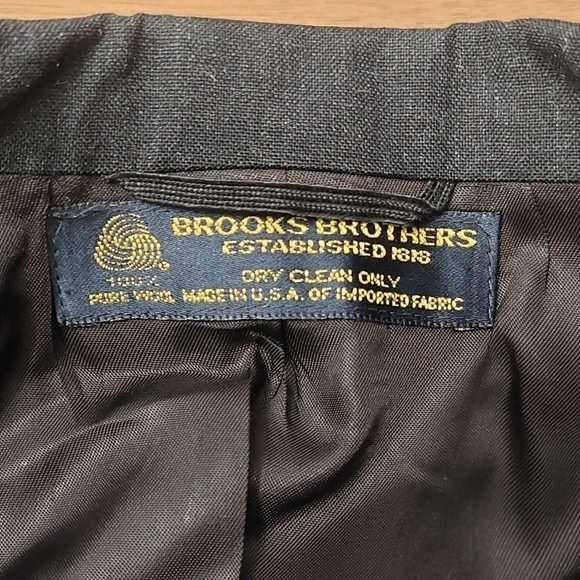 BROOKS BROTHERS
ESTABLISHED 1818
DRY CLEAN ONLY
100%
PURE WOOL MADE IN U.S.A. OF IMPORTED FABRIC